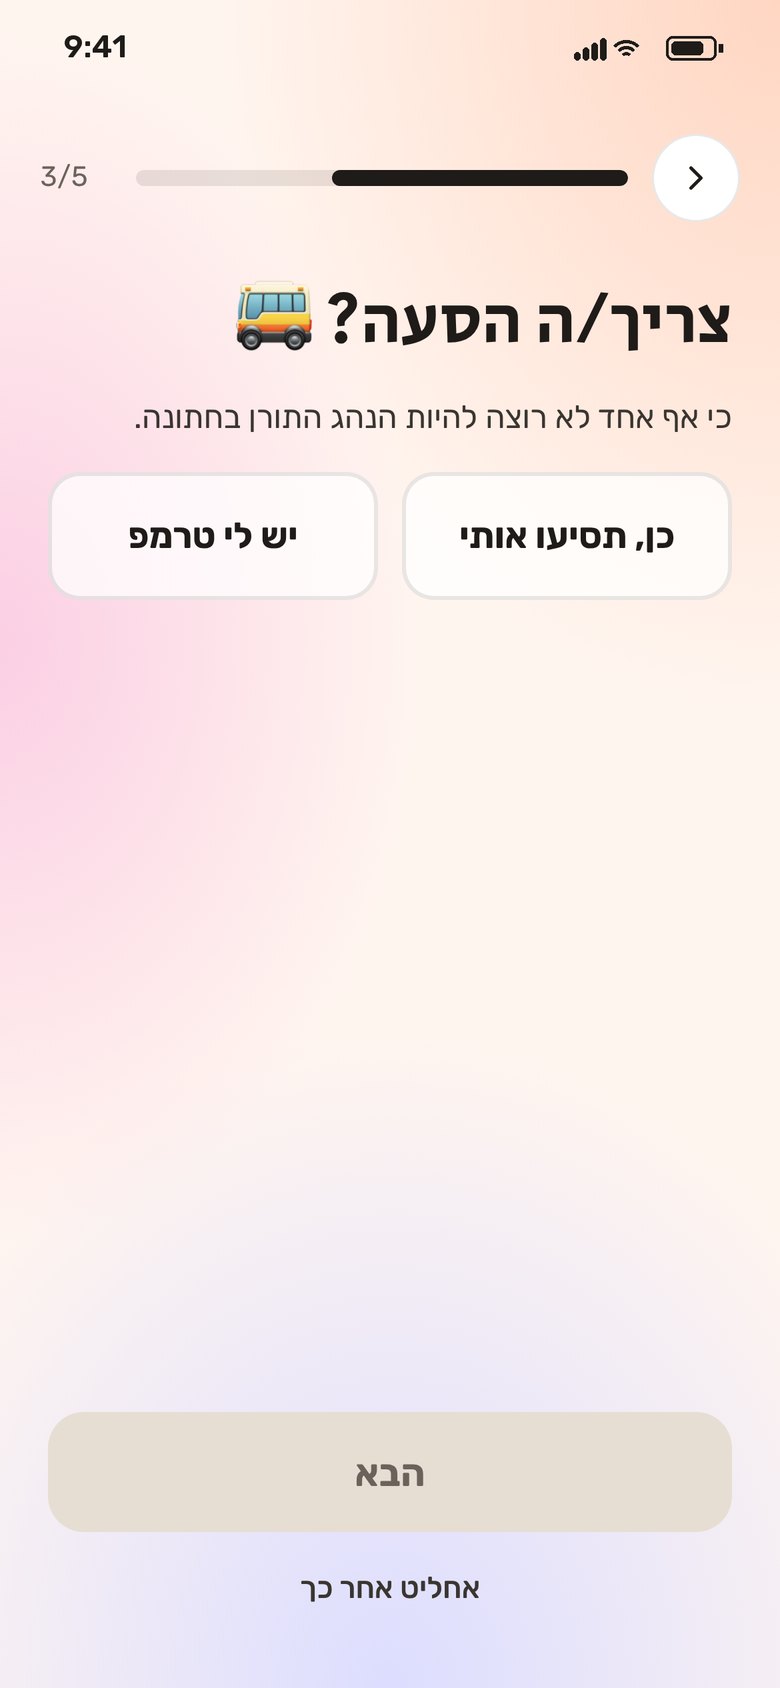 9:41
3/5
צריך/ה הסעה? 🚐
כי אף אחד לא רוצה להיות הנהג התורן בחתונה.
כן, תסיעו אותי
יש לי טרמפ
הבא
אחליט אחר כך